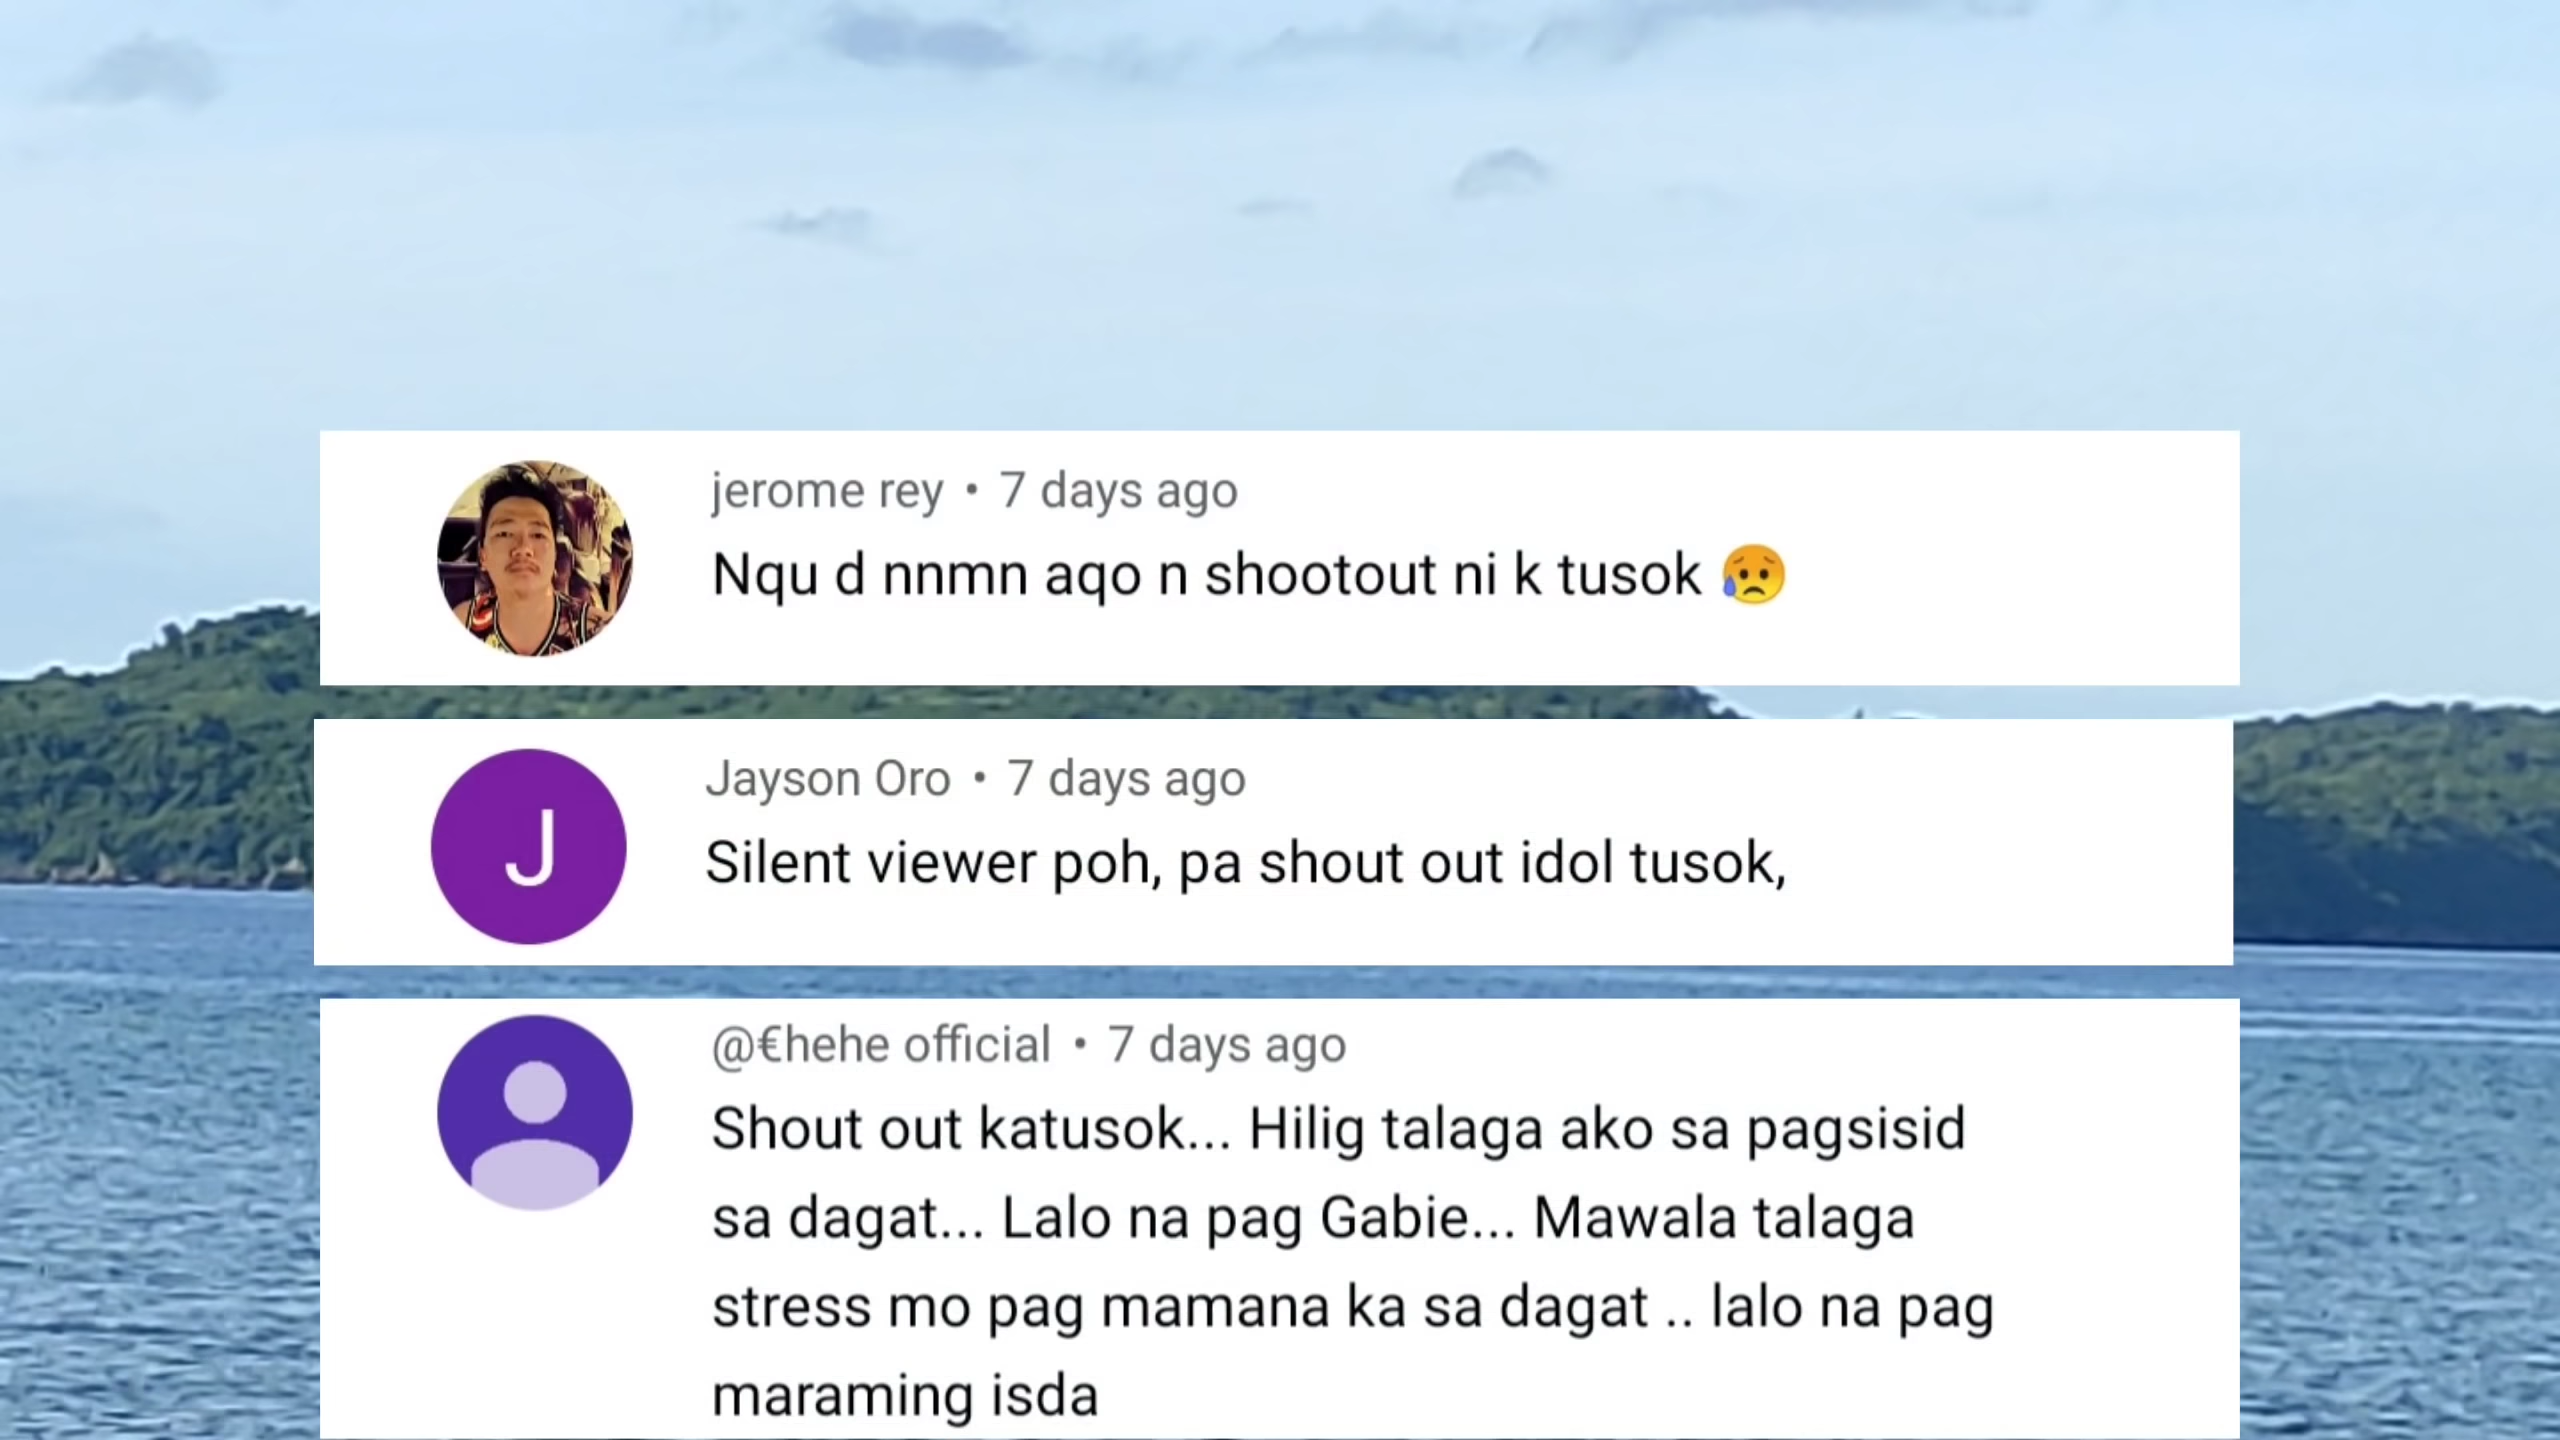 jerome rey • 7 days ago
Nqu d nnmn aqo n shootout ni k tusok 😥
J
Jayson Oro • 7 days ago
Silent viewer poh, pa shout out idol tusok,
@€hehe official • 7 days ago
Shout out katusok... Hilig talaga ako sa pagsisid
sa dagat... Lalo na pag Gabie... Mawala talaga
stress mo pag mamana ka sa dagat .. lalo na pag
maraming isda